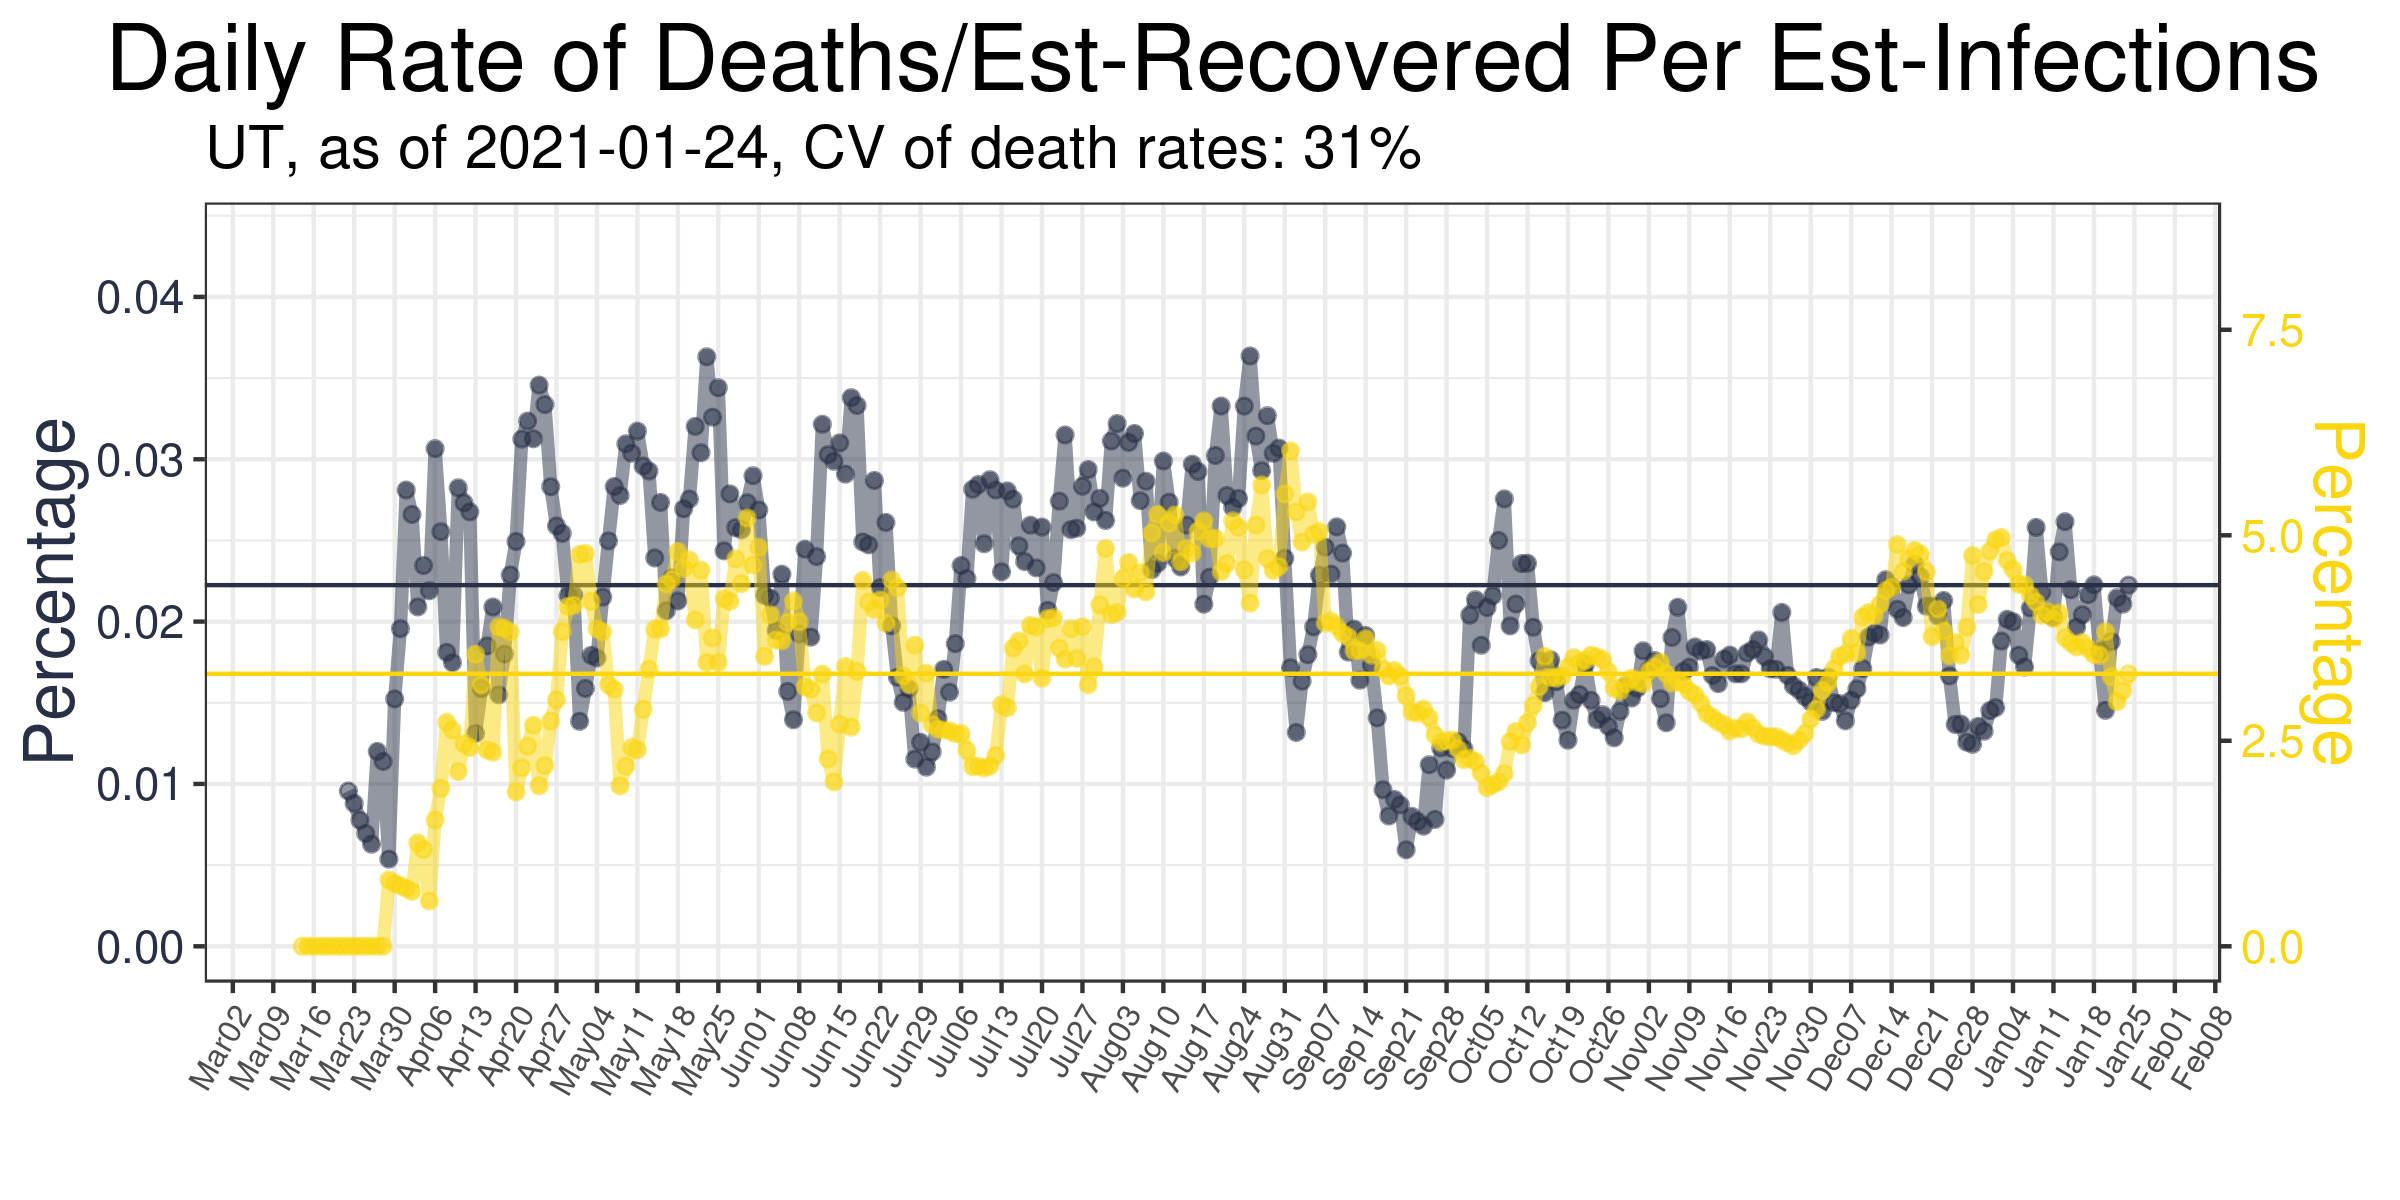 Daily Rate of Deaths/Est-Recovered Per Est-Infections
UT, as of 2021-01-24, CV of death rates: 31%
Percentage
0.04
0.03
0.02
0.01
0.00
7.5
5.0
2.5
0.0
Percentage
Mar02
Mar09
Mar16
Mar23
Mar30
Apr06
Apr13
Apr20
Apr27
May04
May11
May18
May25
Jun01
Jun08
Jun15
Jun22
Jun29
Jul06
Jul13
Jul20
Jul27
Aug03
Aug10
Aug17
Aug24
Aug31
Sep07
Sep14
Sep21
Sep28
Oct05
Oct12
Oct19
Oct26
Nov02
Nov09
Nov16
Nov23
Nov30
Dec07
Dec14
Dec21
Dec28
Jan04
Jan11
Jan18
Jan25
Feb01
Feb08